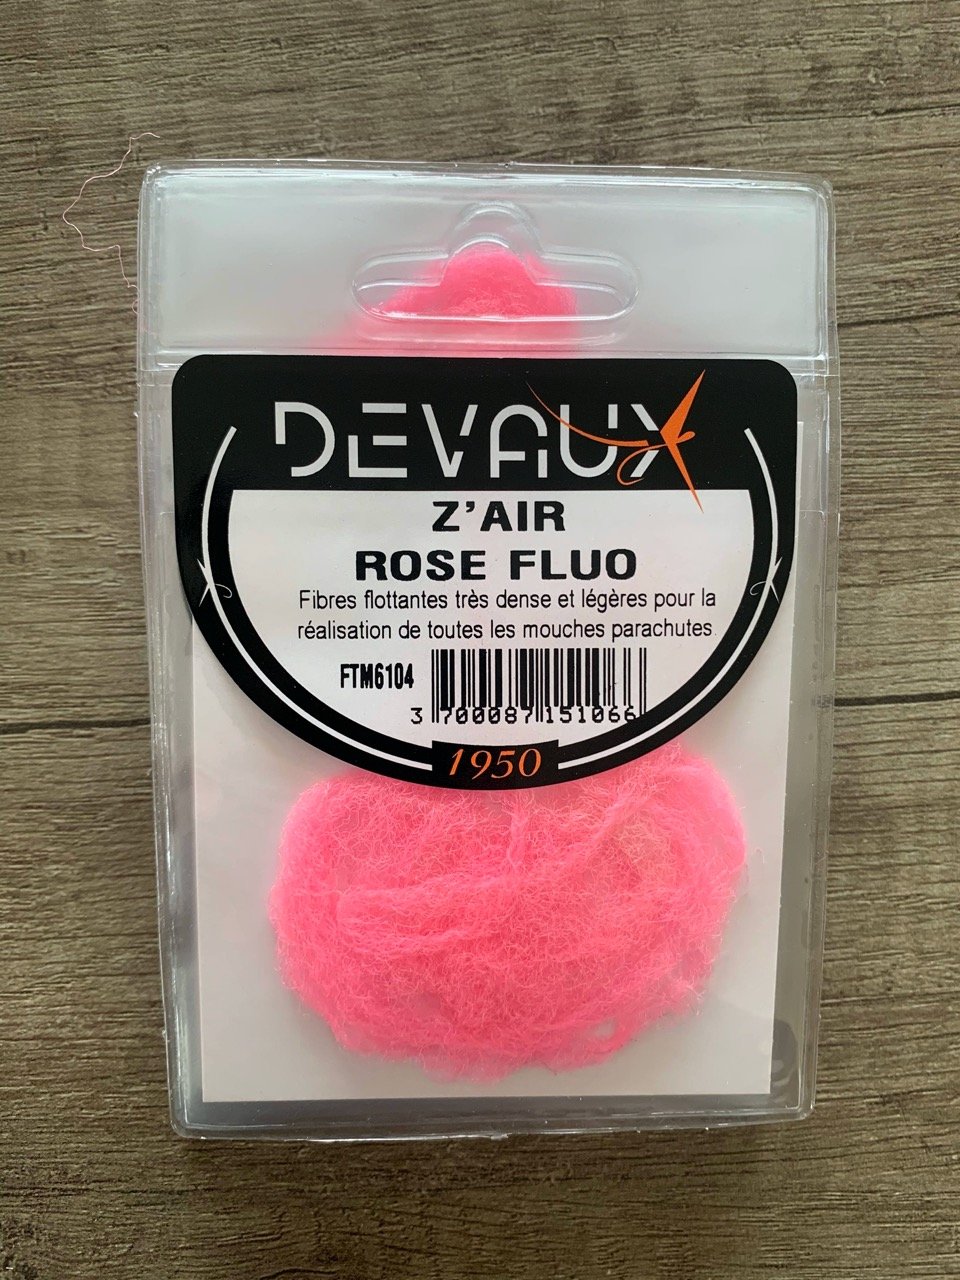 DEVAUX
Z'AIR
ROSE FLUO
Fibres flottantes très dense et légères pour la
réalisation de toutes les mouches parachutes.
FTM6104
3 700087 151066
1950